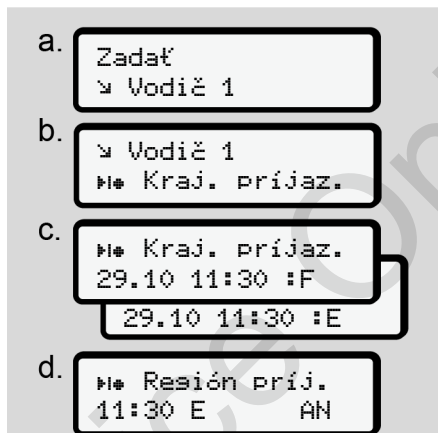 a.
Zadať
Vodič 1
b.
Vodič 1
Kraj. príjaz.
c.
Kraj. príjaz.
29.10 11:30 :F
29.10 11:30 :E
d.
Región príj.
11:30 E AN